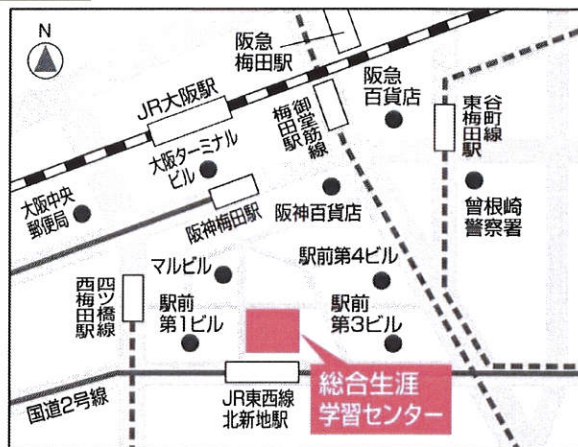 N
阪急
梅田駅
JR大阪駅
御堂筋線
梅田駅
阪急
百貨店
谷町線
東梅田駅
大阪ターミナル
ビル
大阪中央
郵便局
阪神梅田駅
阪神百貨店
曽根崎
警察署
四ツ橋線
西梅田駅
マルビル
駅前第4ビル
駅前
第1ビル
駅前
第3ビル
国道2号線
JR東西線
北新地駅
総合生涯
学習センター